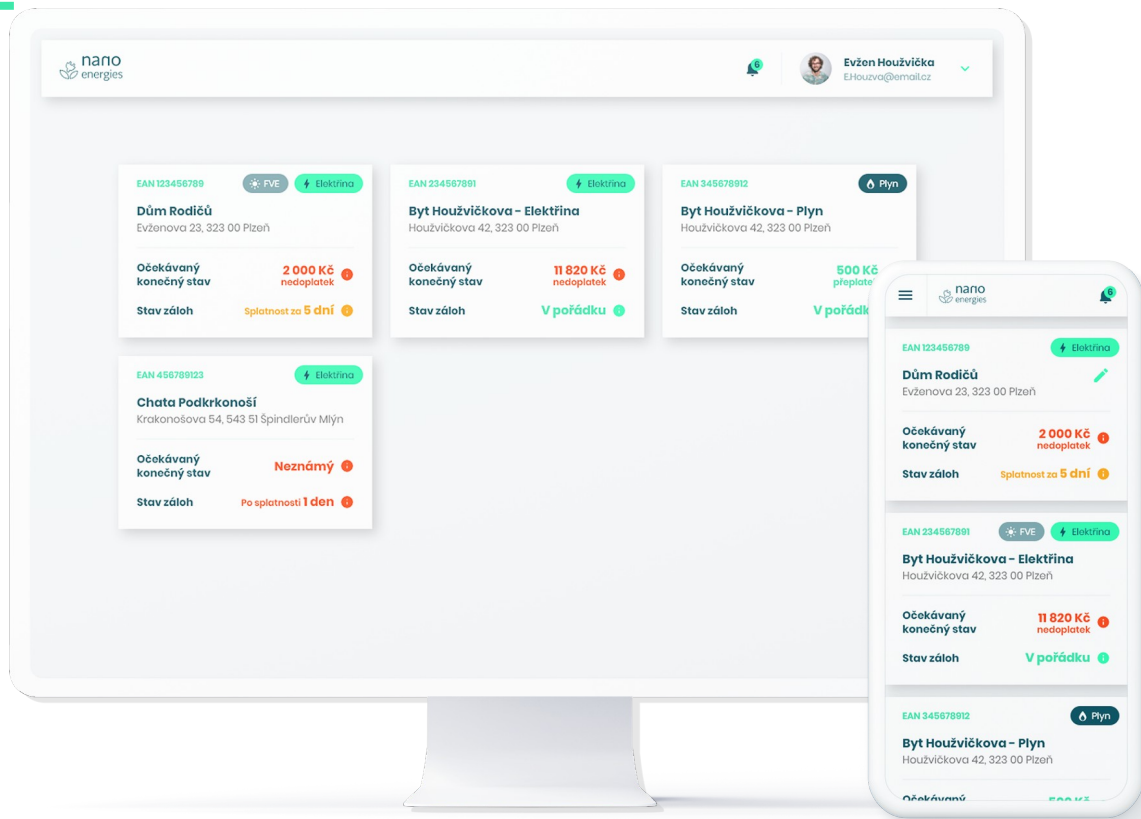 nano
energies
6
Evžen Houžvička
E.Houzva@email.cz
EAN 123456789
FVE
Elektřina
Dům Rodičů
Evženova 23, 323 00 Plzeň
Očekávaný
konečný stav
2 000 Kč
nedoplatek
Stav záloh
Splatnost za 5 dní
EAN 234567891
Elektřina
Byt Houžvičkova - Elektřina
Houžvičkova 42, 323 00 Plzeň
Očekávaný
konečný stav
11 820 Kč
nedoplatek
Stav záloh
V pořádku
EAN 345678912
Plyn
Byt Houžvičkova - Plyn
Houžvičkova 42, 323 00 Plzeň
Očekávaný
konečný stav
500 Kč
Stav záloh
EAN 456789123
Elektřina
Chata Podkrkonoší
Krakonošova 54, 543 51 Špindlerův Mlýn
Očekávaný
konečný stav
Neznámý
Stav záloh
Po splatnosti 1 den
nano
energies
6
EAN 123456789
Elektřina
Dům Rodičů
Evženova 23, 323 00 Plzeň
Očekávaný
konečný stav
2 000 Kč
nedoplatek
Stav záloh
Splatnost za 5 dní
EAN 234567891
FVE
Elektřina
Byt Houžvičkova - Elektřina
Houžvičkova 42, 323 00 Plzeň
Očekávaný
konečný stav
11 820 Kč
nedoplatek
Stav záloh
V pořádku
EAN 345678912
Plyn
Byt Houžvičkova - Plyn
Houžvičkova 42, 323 00 Plzeň
Očekávaný
500 Kč